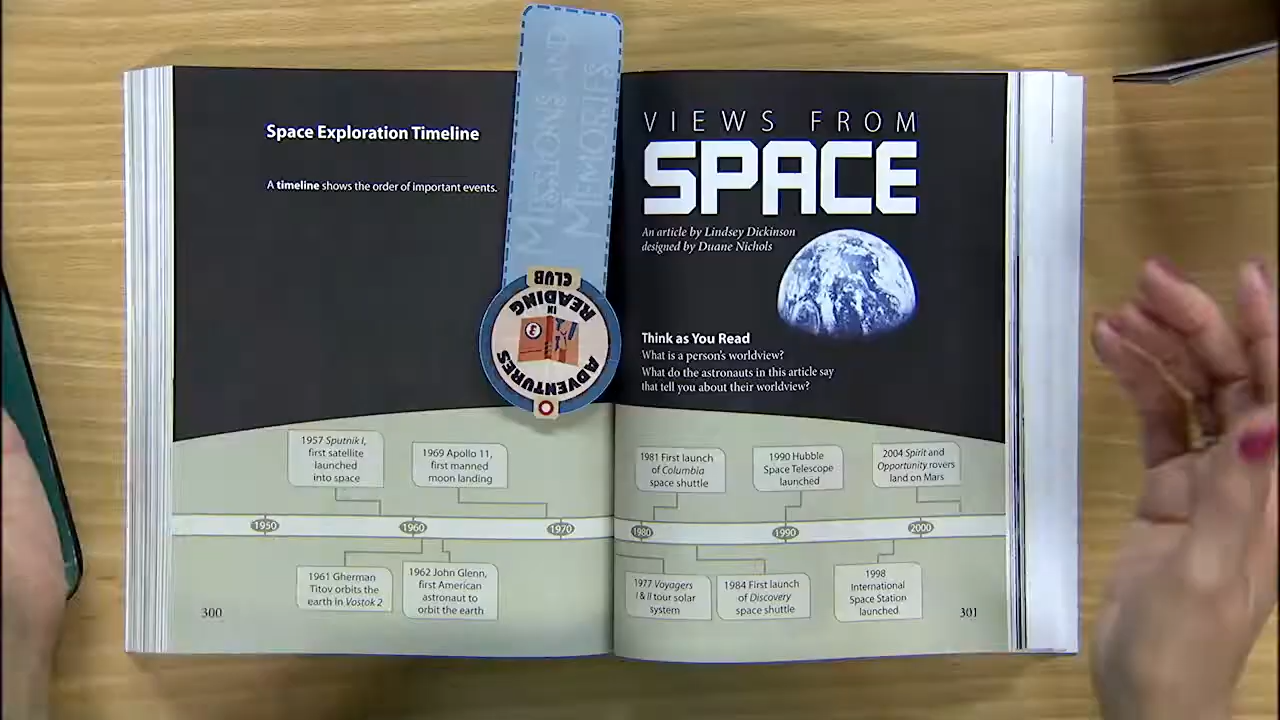 Space Exploration Timeline
A timeline shows the order of important events.
MISSIONS AND
MEMORIES
CLUB
READING
IN
ADVENTURES
3
VIEWS FROM
SPACE
An article by Lindsey Dickinson
designed by Duane Nichols
Think as You Read
What is a person's worldview?
What do the astronauts in this article say
that tell you about their worldview?
1957 Sputnik I,
first satellite
launched
into space
1969 Apollo 11,
first manned
moon landing
1950
1960
1970
1961 Gherman
Titov orbits the
earth in Vostok 2
1962 John Glenn,
first American
astronaut to
orbit the earth
300
1981 First launch
of Columbia
space shuttle
1990 Hubble
Space Telescope
launched
2004 Spirit and
Opportunity rovers
land on Mars
1980
1990
2000
1977 Voyagers
I & II tour solar
system
1984 First launch
of Discovery
space shuttle
1998
International
Space Station
launched
301